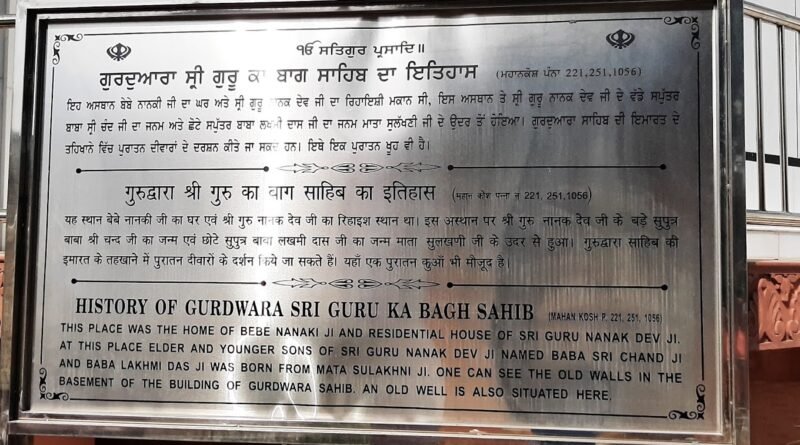 ੴ ਸਤਿਗੁਰ ਪ੍ਰਸਾਦਿ॥
ਗੁਰਦੁਆਰਾ ਸ੍ਰੀ ਗੁਰੂ ਕਾ ਬਾਗ ਸਾਹਿਬ ਦਾ ਇਤਿਹਾਸ (ਮਹਾਨਕੋਸ਼ ਪੰਨਾ 221,251,1056)
ਇਹ ਅਸਥਾਨ ਬੇਬੇ ਨਾਨਕੀ ਜੀ ਦਾ ਘਰ ਅਤੇ ਸ੍ਰੀ ਗੁਰੂ ਨਾਨਕ ਦੇਵ ਜੀ ਦਾ ਰਿਹਾਇਸ਼ੀ ਮਕਾਨ ਸੀ, ਇਸ ਅਸਥਾਨ ਤੇ ਸ੍ਰੀ ਗੁਰੂ ਨਾਨਕ ਦੇਵ ਜੀ ਦੇ ਵੱਡੇ ਸਪੁੱਤਰ
ਬਾਬਾ ਸ੍ਰੀ ਚੰਦ ਜੀ ਦਾ ਜਨਮ ਅਤੇ ਛੋਟੇ ਸਪੁੱਤਰ ਬਾਬਾ ਲਖਮੀ ਦਾਸ ਜੀ ਦਾ ਜਨਮ ਮਾਤਾ ਸੁਲੱਖਣੀ ਜੀ ਦੇ ਉਦਰ ਤੋਂ ਹੋਇਆ। ਗੁਰਦੁਆਰਾ ਸਾਹਿਬ ਦੀ ਇਮਾਰਤ ਦੇ
ਤਹਿਖਾਨੇ ਵਿੱਚ ਪੁਰਾਤਨ ਦੀਵਾਰਾਂ ਦੇ ਦਰਸ਼ਨ ਕੀਤੇ ਜਾ ਸਕਦੇ ਹਨ। ਇਥੇ ਇਕ ਪੁਰਾਤਨ ਖੂਹ ਵੀ ਹੈ।
गुरुद्वारा श्री गुरु का बाग साहिब का इतिहास (महान कोश पन्ना नं 221, 251,1056)
यह स्थान बेबे नानकी जी का घर एवं श्री गुरु नानक देव जी का रिहाइश स्थान था। इस अस्थान पर श्री गुरु नानक देव जी के बड़े सुपुत्र
बाबा श्री चन्द जी का जन्म एवं छोटे सुपुत्र बाबा लखमी दास जी का जन्म माता सुलखणी जी के उदर से हुआ। गुरुद्वारा साहिब की
इमारत के तहखाने में पुरातन दीवारों के दर्शन किये जा सकते हैं। यहाँ एक पुरातन कुआँ भी मौजूद है।
HISTORY OF GURDWARA SRI GURU KA BAGH SAHIB (MAHAN KOSH P. 221, 251, 1056)
THIS PLACE WAS THE HOME OF BEBE NANAKI JI AND RESIDENTIAL HOUSE OF SRI GURU NANAK DEV JI.
AT THIS PLACE ELDER AND YOUNGER SONS OF SRI GURU NANAK DEV JI NAMED BABA SRI CHAND JI
AND BABA LAKHMI DAS JI WAS BORN FROM MATA SULAKHNI JI. ONE CAN SEE THE OLD WALLS IN THE
BASEMENT OF THE BUILDING OF GURDWARA SAHIB. AN OLD WELL IS ALSO SITUATED HERE.